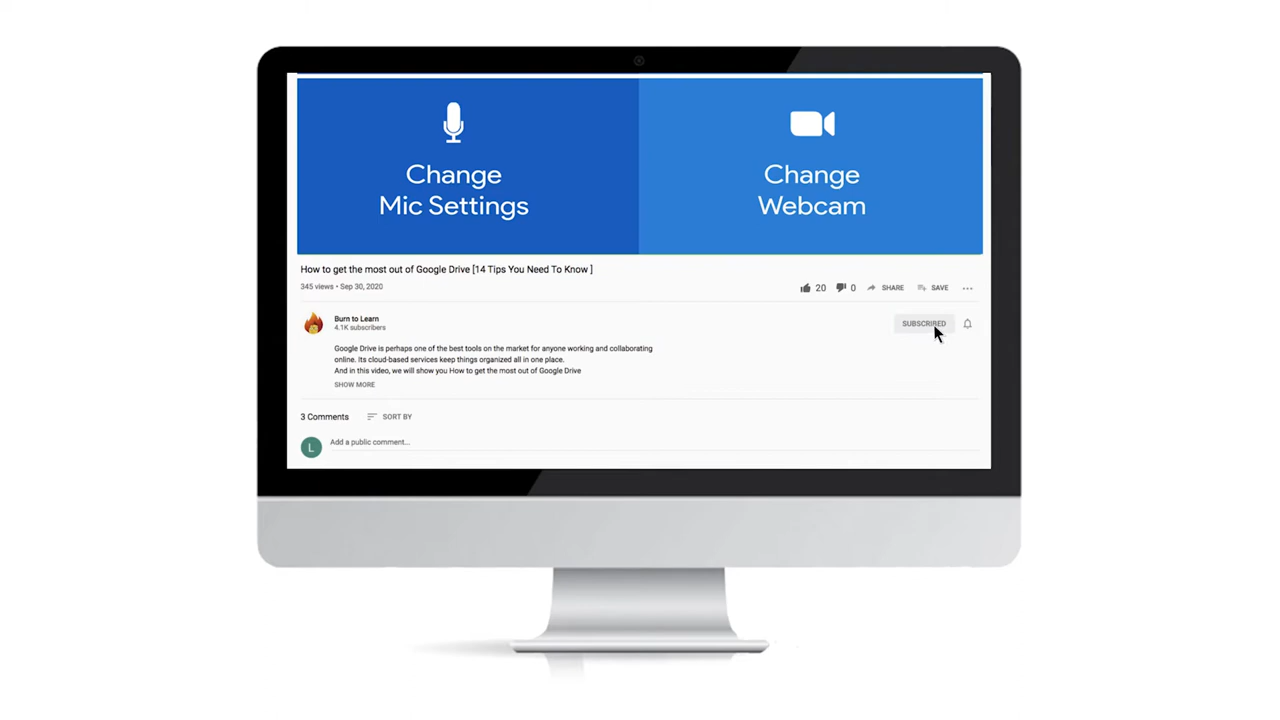 Change
Mic Settings
Change
Webcam
How to get the most out of Google Drive [14 Tips You Need To Know ]
345 views • Sep 30, 2020
20
0
SHARE
SAVE
Burn to Learn
4.1K subscribers
SUBSCRIBED
Google Drive is perhaps one of the best tools on the market for anyone working and collaborating
online. Its cloud-based services keep things organized all in one place.
And in this video, we will show you How to get the most out of Google Drive
SHOW MORE
3 Comments
SORT BY
L
Add a public comment...